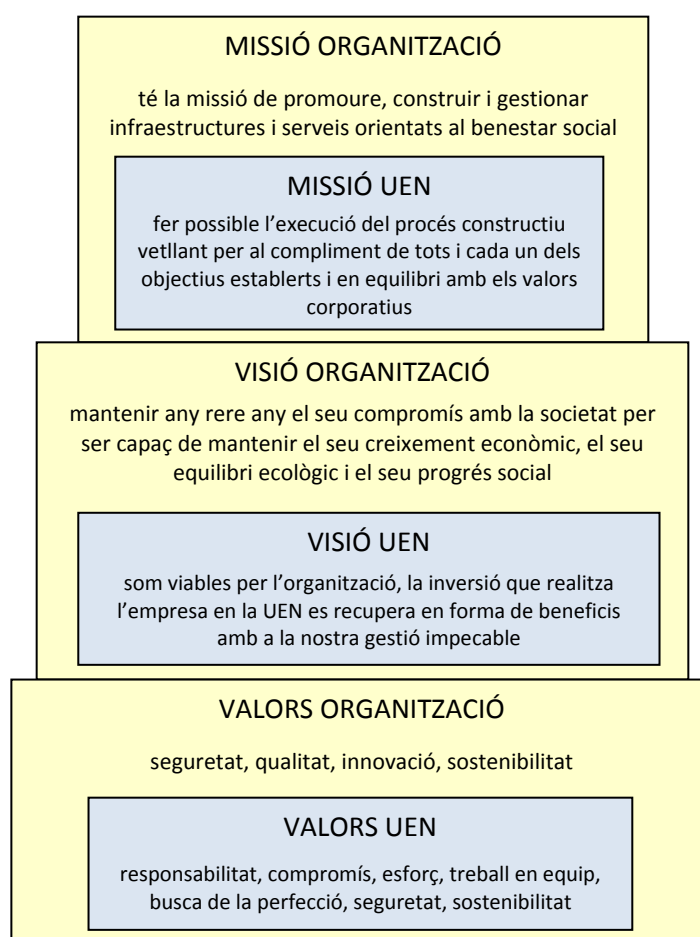 MISSIÓ ORGANITZACIÓ
té la missió de promoure, construir i gestionar
infraestructures i serveis orientats al benestar social
MISSIÓ UEN
fer possible l'execució del procés constructiu
vetllant per al compliment de tots i cada un dels
objectius establerts i en equilibri amb els valors
corporatius
VISIÓ ORGANITZACIÓ
mantenir any rere any el seu compromís amb la societat per
ser capaç de mantenir el seu creixement econòmic, el seu
equilibri ecològic i el seu progrés social
VISIÓ UEN
som viables per l'organització, la inversió que realitza
l'empresa en la UEN es recupera en forma de beneficis
amb a la nostra gestió impecable
VALORS ORGANITZACIÓ
seguretat, qualitat, innovació, sostenibilitat
VALORS UEN
responsabilitat, compromís, esforç, treball en equip,
busca de la perfecció, seguretat, sostenibilitat